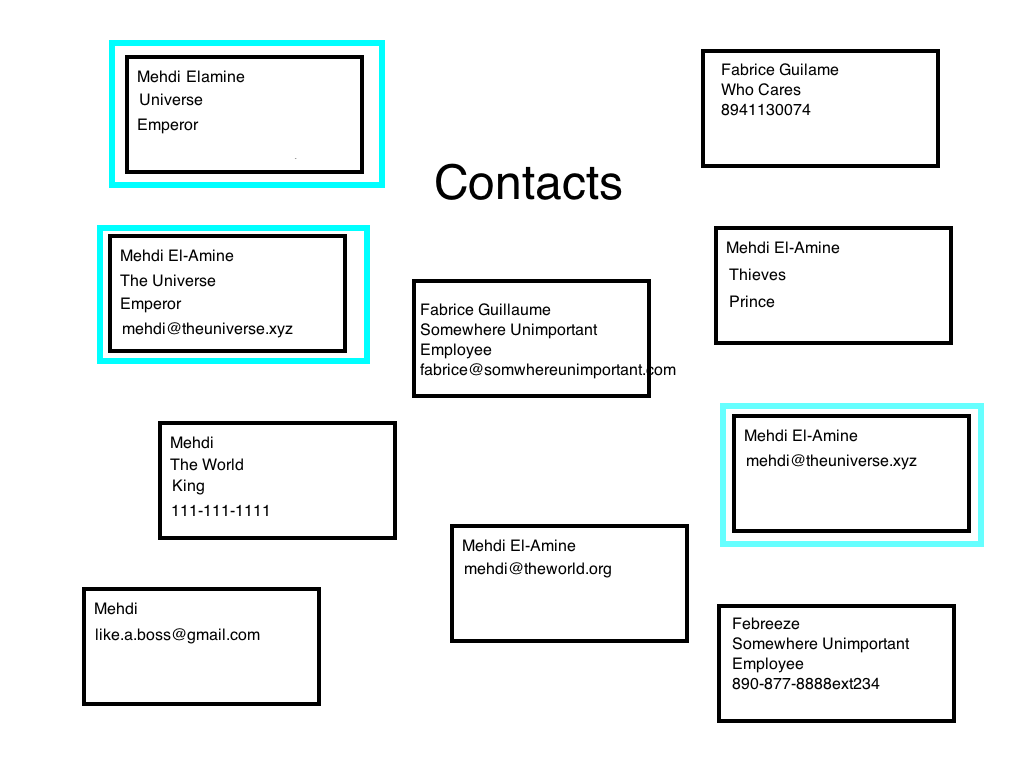 Mehdi Elamine
Universe
Emperor
Fabrice Guilame
Who Cares
8941130074
Contacts
Mehdi El-Amine
The Universe
Emperor
mehdi@theuniverse.xyz
Mehdi El-Amine
Thieves
Prince
Fabrice Guillaume
Somewhere Unimportant
Employee
fabrice@somwhereunimportant.com
Mehdi
The World
King
111-111-1111
Mehdi El-Amine
mehdi@theuniverse.xyz
Mehdi El-Amine
mehdi@theworld.org
Mehdi
like.a.boss@gmail.com
Febreeze
Somewhere Unimportant
Employee
890-877-8888ext234